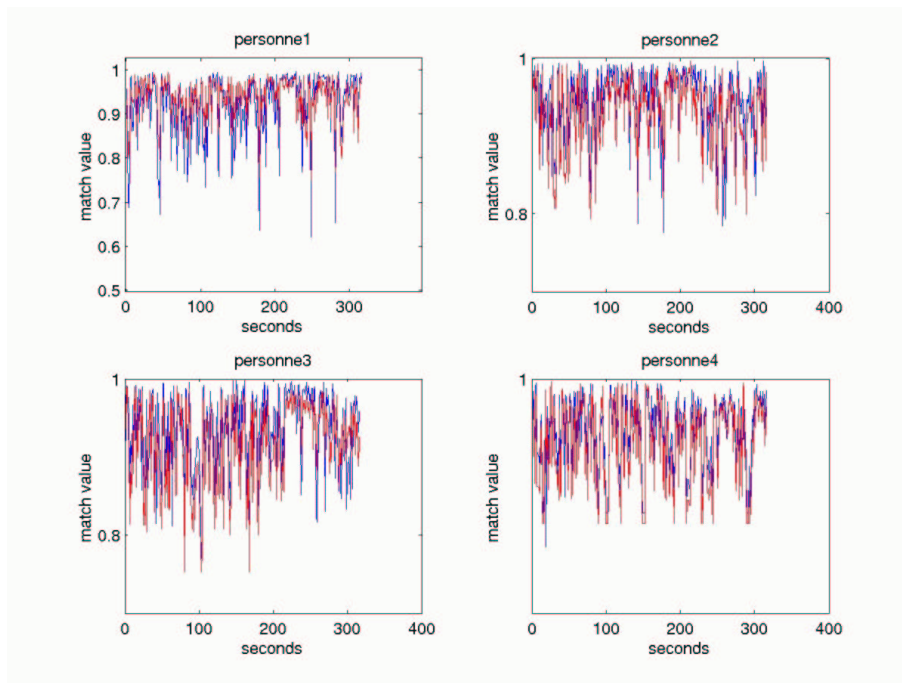 personne1
match value
1
0.9
0.8
0.7
0.6
0.5
0 100 200 300
seconds
personne2
match value
1
0.8
0 100 200 300 400
seconds
personne3
match value
1
0.8
0 100 200 300 400
seconds
personne4
match value
1
0.8
0 100 200 300 400
seconds